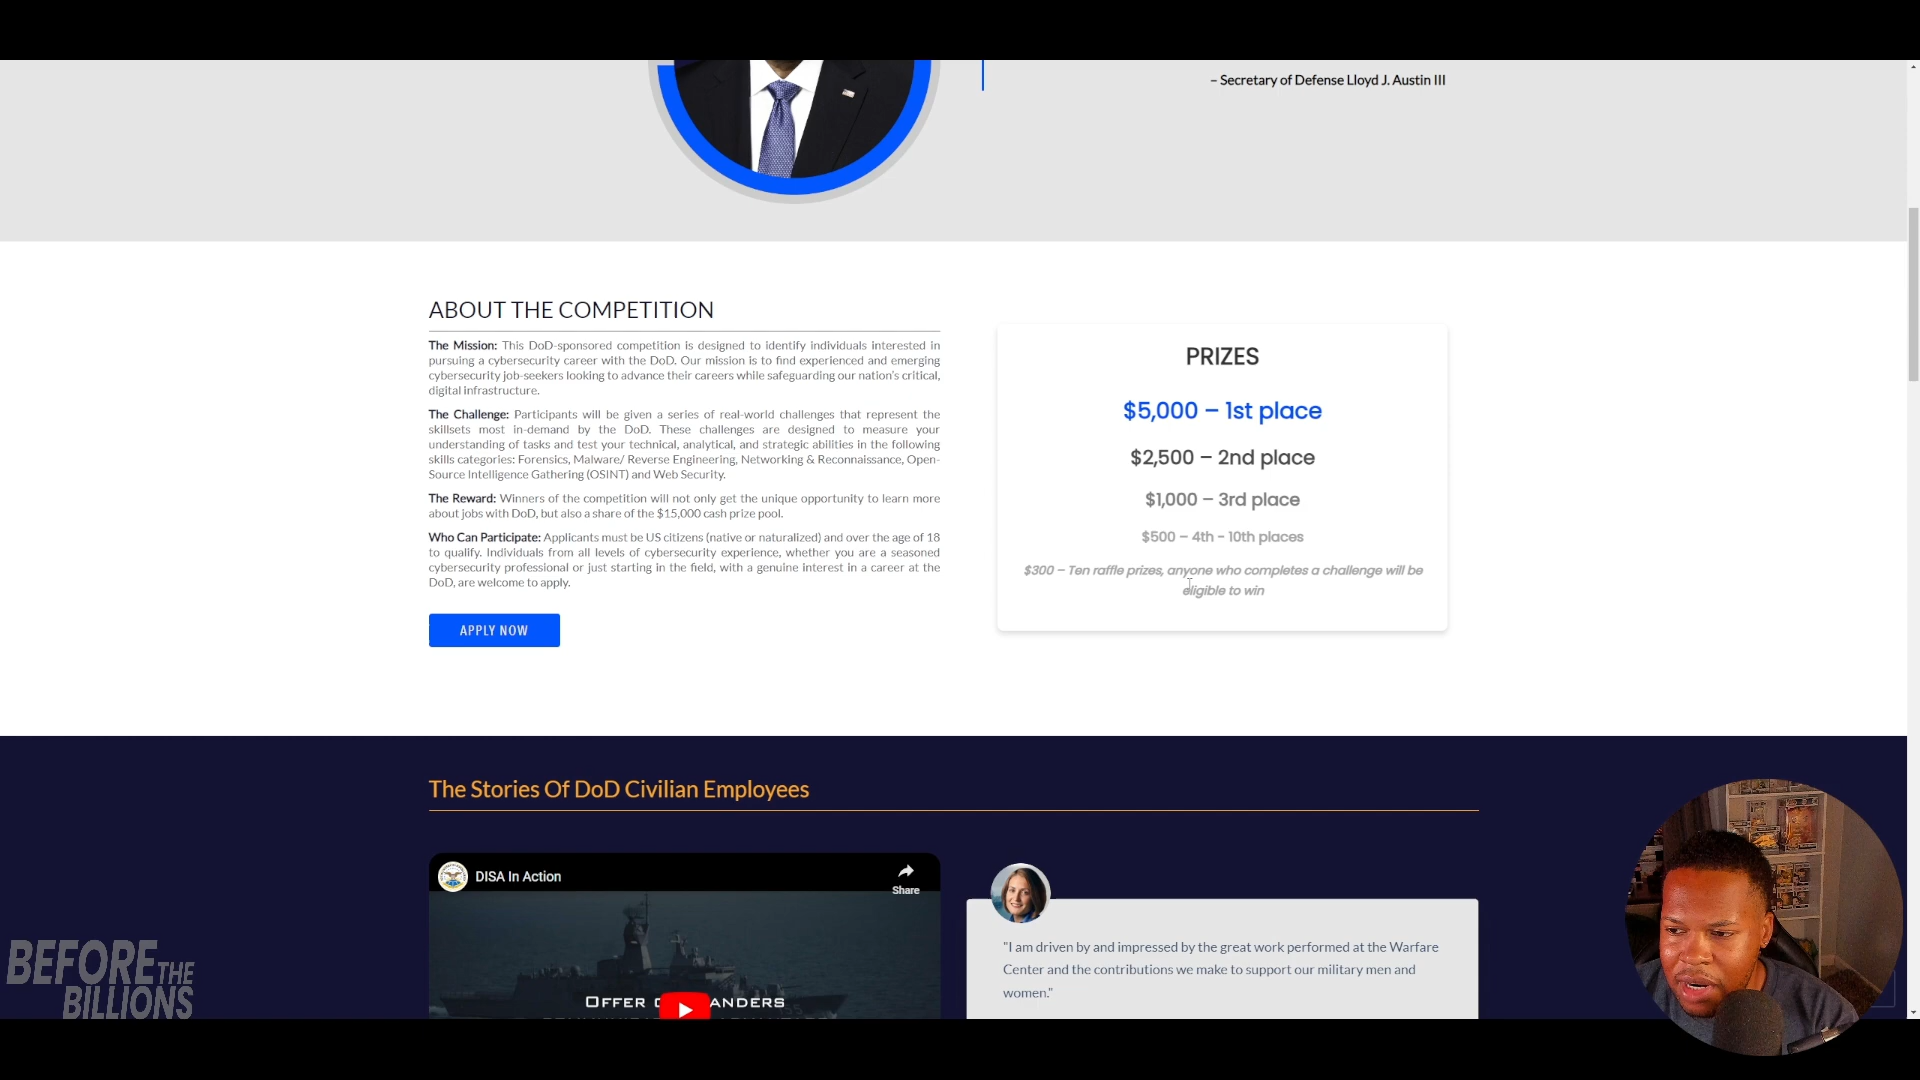 – Secretary of Defense Lloyd J. Austin III
ABOUT THE COMPETITION
The Mission: This DoD-sponsored competition is designed to identify individuals interested in
pursuing a cybersecurity career with the DoD. Our mission is to find experienced and emerging
cybersecurity job-seekers looking to advance their careers while safeguarding our nation's critical,
digital infrastructure.
The Challenge: Participants will be given a series of real-world challenges that represent the
skillsets most in-demand by the DoD. These challenges are designed to measure your
understanding of tasks and test your technical, analytical, and strategic abilities in the following
skills categories: Forensics, Malware/ Reverse Engineering, Networking & Reconnaissance, Open-
Source Intelligence Gathering (OSINT) and Web Security.
The Reward: Winners of the competition will not only get the unique opportunity to learn more
about jobs with DoD, but also a share of the $15,000 cash prize pool.
Who Can Participate: Applicants must be US citizens (native or naturalized) and over the age of 18
to qualify. Individuals from all levels of cybersecurity experience, whether you are a seasoned
cybersecurity professional or just starting in the field, with a genuine interest in a career at the
DoD, are welcome to apply.
APPLY NOW
PRIZES
$5,000 – 1st place
$2,500 – 2nd place
$1,000 – 3rd place
$500 – 4th - 10th places
$300 – Ten raffle prizes, anyone who completes a challenge will be
eligible to win
The Stories Of DoD Civilian Employees
DISA In Action
Share
OFFER
"I am driven by and impressed by the great work performed at the Warfare
Center and the contributions we make to support our military men and
women."
BEFORE THE
BILLIONS